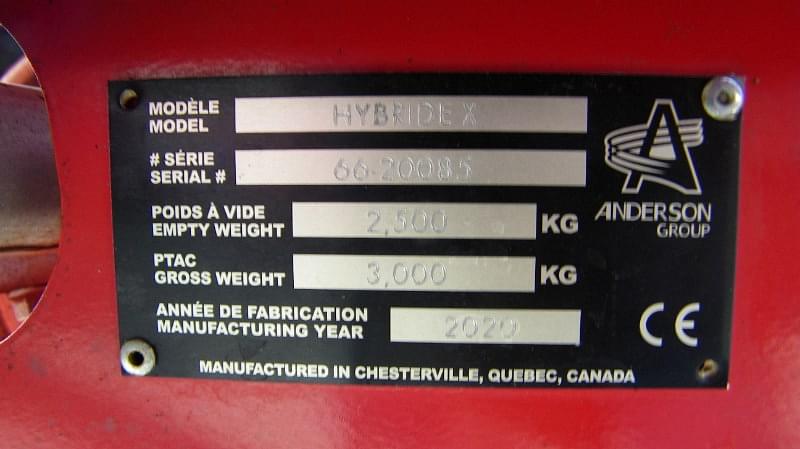 MODÈLE
MODEL
HYBRIDE X
# SÉRIE
SERIAL #
66-20085
POIDS À VIDE
EMPTY WEIGHT
2,500 KG
PTAC
GROSS WEIGHT
3,000 KG
ANNÉE DE FABRICATION
MANUFACTURING YEAR
2020
ANDERSON
GROUP
CE
MANUFACTURED IN CHESTERVILLE, QUEBEC, CANADA